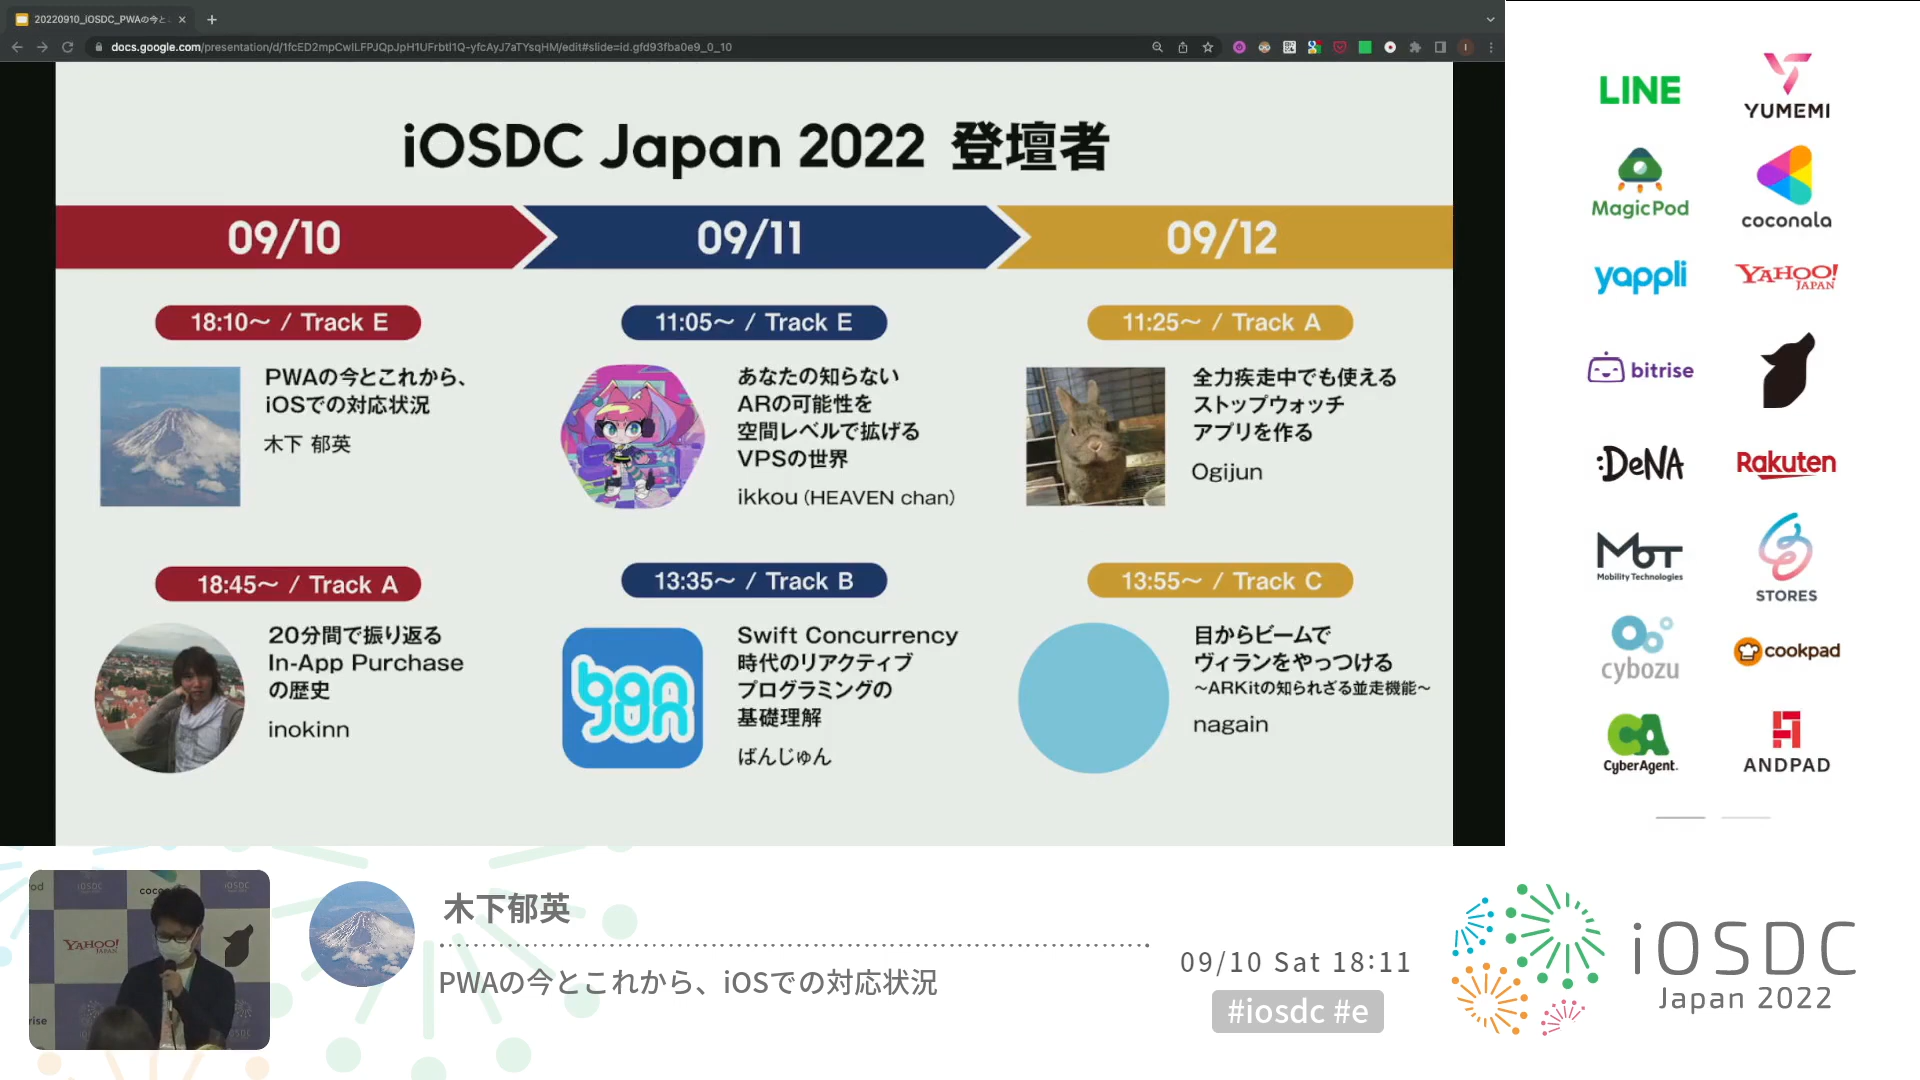 20220910_iOSDC_PWAの今と
docs.google.com/presentation/d/1fcED2mpCwILFPJQpJpH1UFrbtI1Q-yfcAyJ7aTYsqHM/edit#slide=id.gfd93fba0e9_0_10
iOSDC Japan 2022 登壇者
09/10
09/11
09/12
18:10〜 / Track E
PWAの今とこれから、
iOSでの対応状況
木下 郁英
11:05〜 / Track E
あなたの知らない
ARの可能性を
空間レベルで拡げる
VPSの世界
ikkou (HEAVEN chan)
11:25〜 / Track A
全力疾走中でも使える
ストップウォッチ
アプリを作る
Ogijun
18:45〜 / Track A
20分間で振り返る
In-App Purchase
の歴史
inokinn
13:35〜 / Track B
ban
jun
Swift Concurrency
時代のリアクティブ
プログラミングの
基礎理解
ばんじゅん
13:55〜 / Track C
目からビームで
ヴィランをやっつける
〜ARKitの知られざる並走機能〜
nagain
LINE
YUMEMI
MagicPod
coconala
yappli
YAHOO!
JAPAN
bitrise
:DeNA
Rakuten
MoT
Mobility Technologies
STORES
cybozu
cookpad
CA
CyberAgent.
ANDPAD
YAHOO!
JAPAN
木下郁英
PWAの今とこれから、iOSでの対応状況
09/10 Sat 18:11
#iosdc #e
iOSDC
Japan 2022